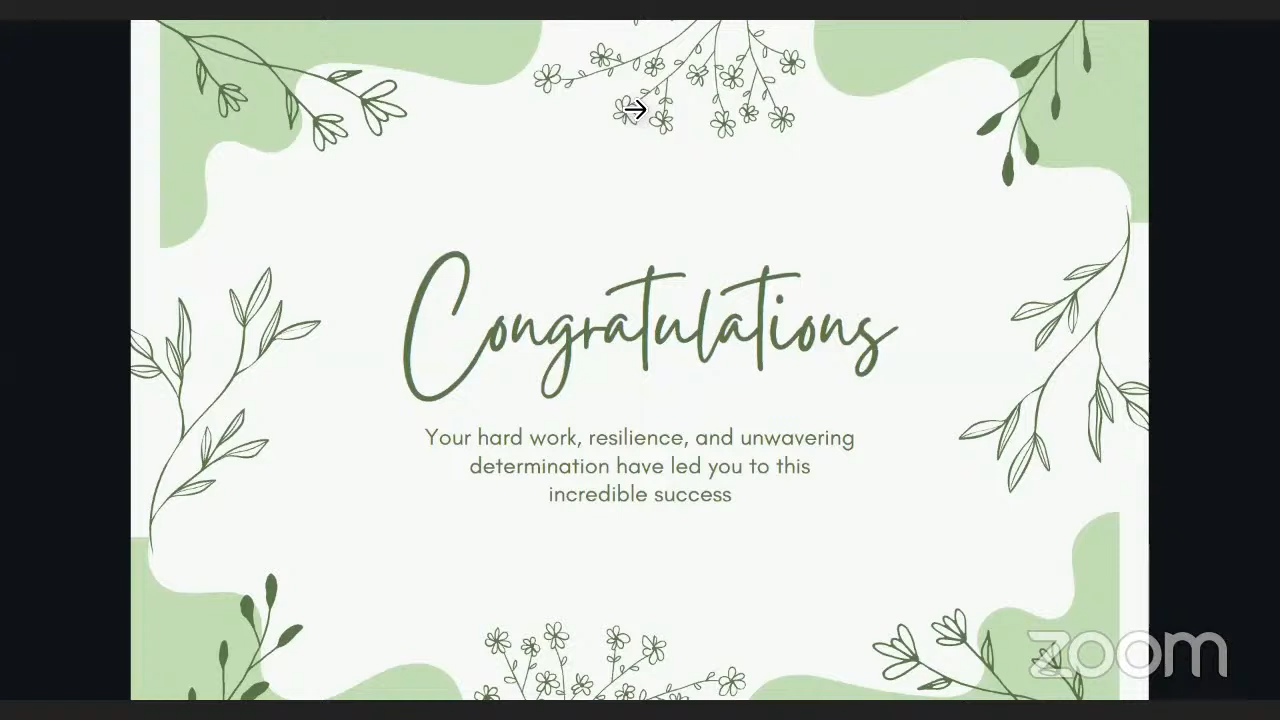 Congratulations
Your hard work, resilience, and unwavering
determination have led you to this
incredible success
zoom